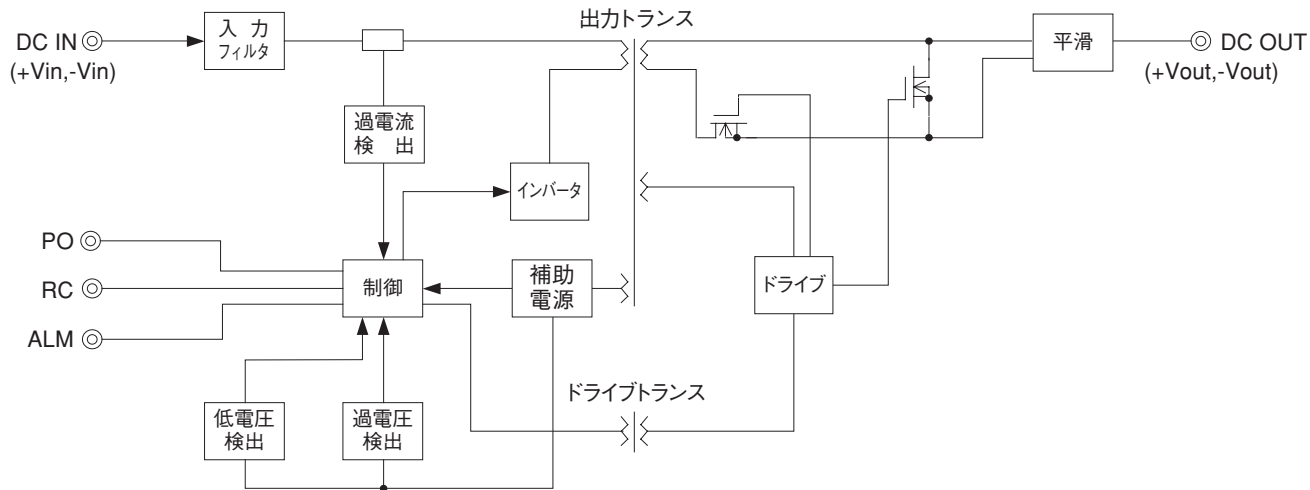 出力トランス
DC IN
(+Vin,-Vin)
入 力
フィルタ
平滑
DC OUT
(+Vout,-Vout)
過電流
検 出
インバータ
PO
RC
ALM
制御
補助
電源
ドライブ
ドライブトランス
低電圧
検出
過電圧
検出